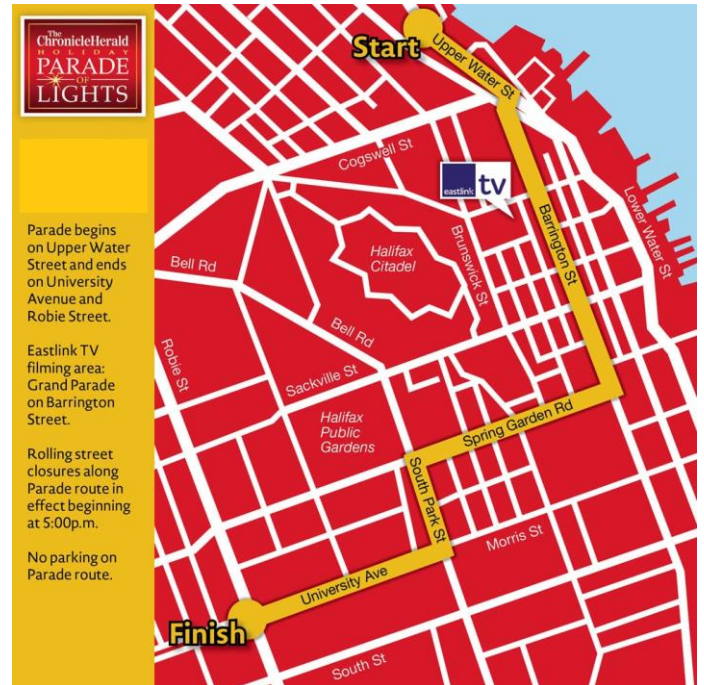 The
ChronicleHerald
HOLIDAY
PARADE
OF
LIGHTS
Parade begins
on Upper Water
Street and ends
on University
Avenue and
Robie Street.
Eastlink TV
filming area:
Grand Parade
on Barrington
Street.
Rolling street
closures along
Parade route in
effect beginning
at 5:00p.m.
No parking on
Parade route.
Start
Upper Water St
Cogswell St
eastlink tv
Barrington St
Lower Water St
Brunswick St
Halifax
Citadel
Bell Rd
Bell Rd
Robie St
Sackville St
Halifax
Public
Gardens
Spring Garden Rd
South Park St
Morris St
University Ave
Finish
South St